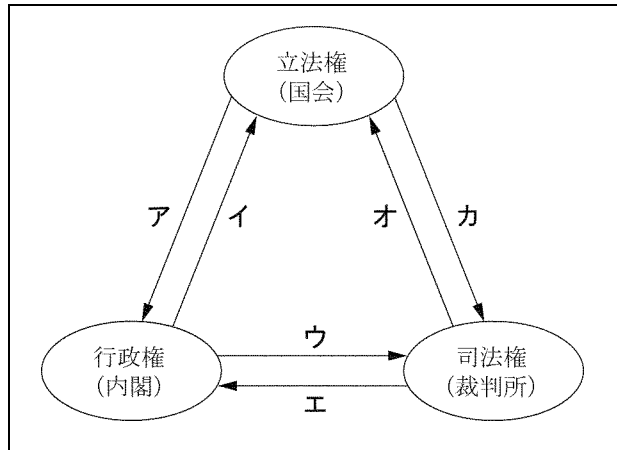 立法権
(国会)
ア
イ
オ
カ
行政権
(内閣)
ウ
エ
司法権
(裁判所)